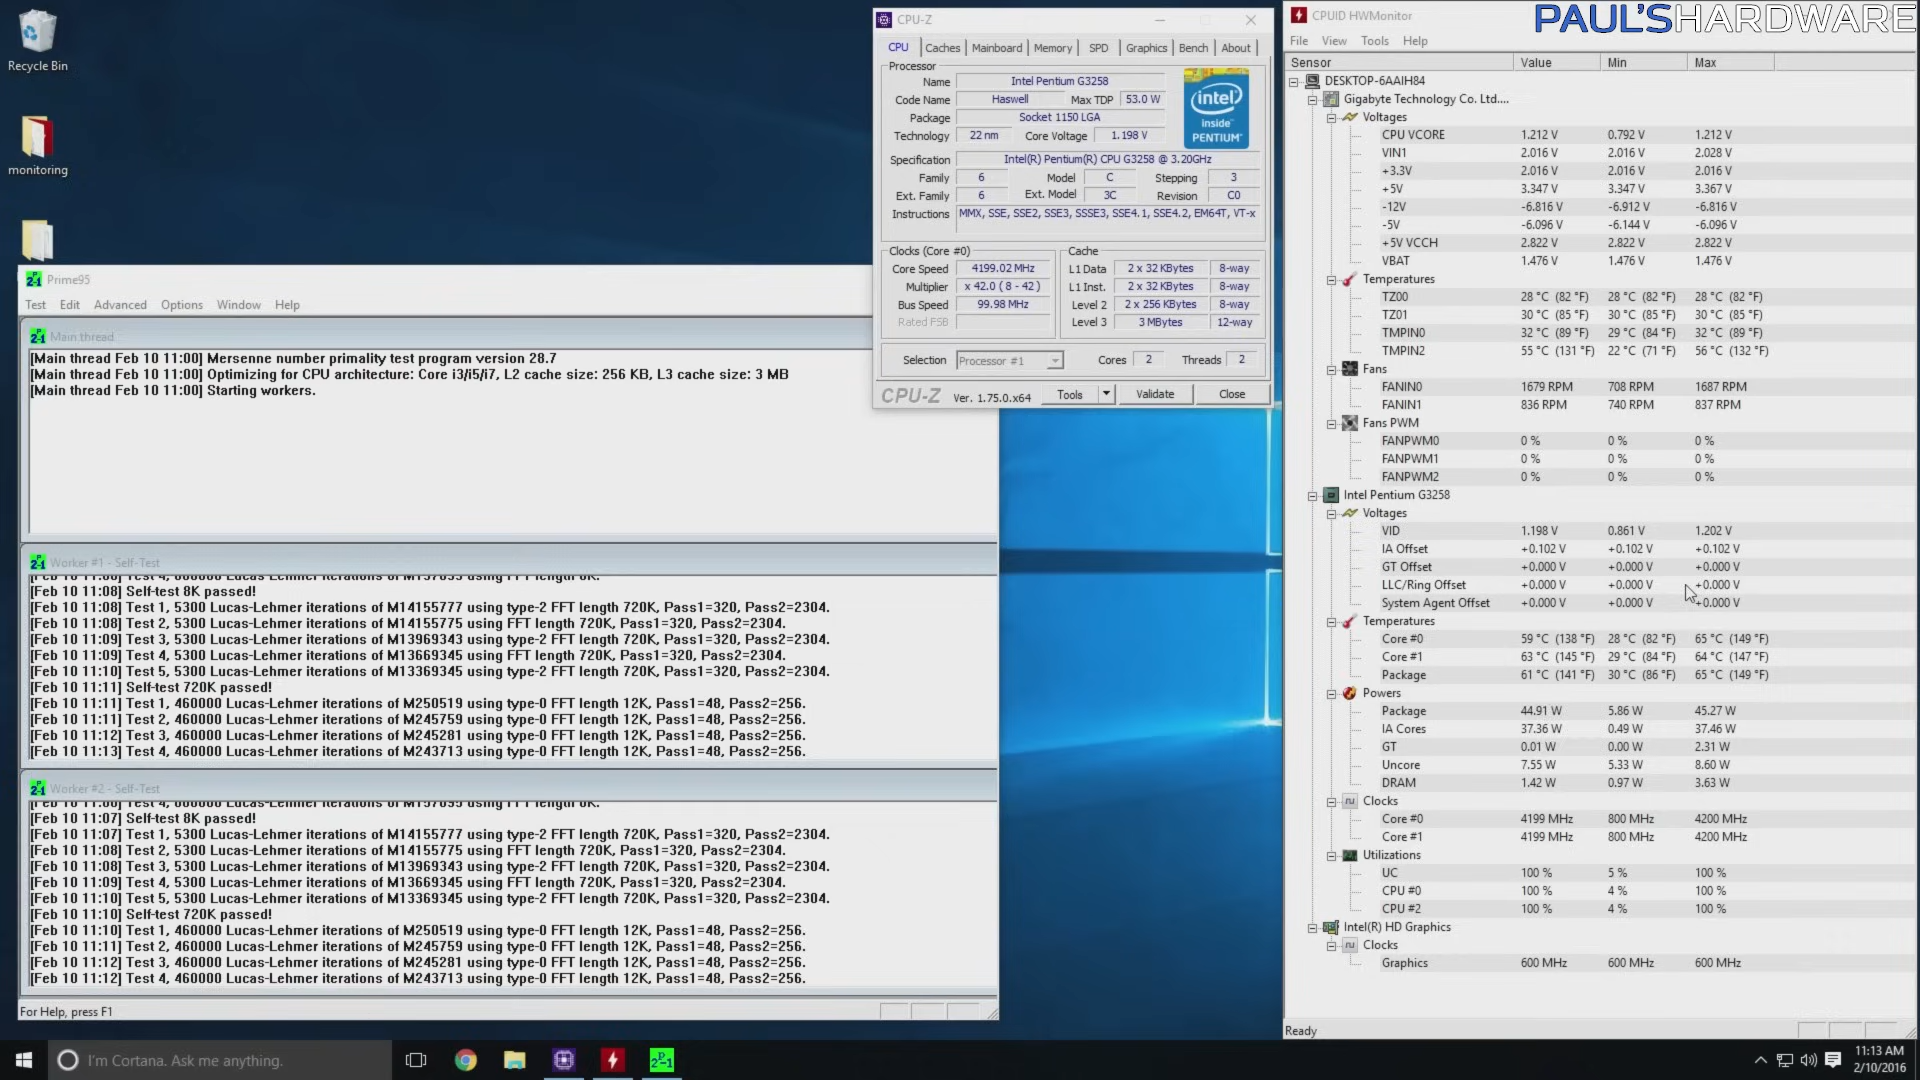 Recycle Bin
monitoring
Prime95
Test Edit Advanced Options Window Help
Main thread
[Main thread Feb 10 11:00] Mersenne number primality test program version 28.7
[Main thread Feb 10 11:00] Optimizing for CPU architecture: Core i3/i5/i7, L2 cache size: 256 KB, L3 cache size: 3 MB
[Main thread Feb 10 11:00] Starting workers.
Worker #1 - Self-Test
[Feb 10 11:08] Self-test 8K passed!
[Feb 10 11:08] Test 1, 5300 Lucas-Lehmer iterations of M14155777 using type-2 FFT length 720K, Pass1=320, Pass2=2304.
[Feb 10 11:08] Test 2, 5300 Lucas-Lehmer iterations of M14155775 using FFT length 720K, Pass1=320, Pass2=2304.
[Feb 10 11:09] Test 3, 5300 Lucas-Lehmer iterations of M13969343 using type-2 FFT length 720K, Pass1=320, Pass2=2304.
[Feb 10 11:09] Test 4, 5300 Lucas-Lehmer iterations of M13669345 using FFT length 720K, Pass1=320, Pass2=2304.
[Feb 10 11:10] Test 5, 5300 Lucas-Lehmer iterations of M13369345 using type-2 FFT length 720K, Pass1=320, Pass2=2304.
[Feb 10 11:11] Self-test 720K passed!
[Feb 10 11:11] Test 1, 460000 Lucas-Lehmer iterations of M250519 using type-0 FFT length 12K, Pass1=48, Pass2=256.
[Feb 10 11:11] Test 2, 460000 Lucas-Lehmer iterations of M245759 using type-0 FFT length 12K, Pass1=48, Pass2=256.
[Feb 10 11:12] Test 3, 460000 Lucas-Lehmer iterations of M245281 using type-0 FFT length 12K, Pass1=48, Pass2=256.
[Feb 10 11:13] Test 4, 460000 Lucas-Lehmer iterations of M243713 using type-0 FFT length 12K, Pass1=48, Pass2=256.
Worker #2 - Self-Test
[Feb 10 11:07] Self-test 8K passed!
[Feb 10 11:07] Test 1, 5300 Lucas-Lehmer iterations of M14155777 using type-2 FFT length 720K, Pass1=320, Pass2=2304.
[Feb 10 11:08] Test 2, 5300 Lucas-Lehmer iterations of M14155775 using FFT length 720K, Pass1=320, Pass2=2304.
[Feb 10 11:08] Test 3, 5300 Lucas-Lehmer iterations of M13969343 using type-2 FFT length 720K, Pass1=320, Pass2=2304.
[Feb 10 11:09] Test 4, 5300 Lucas-Lehmer iterations of M13669345 using FFT length 720K, Pass1=320, Pass2=2304.
[Feb 10 11:10] Test 5, 5300 Lucas-Lehmer iterations of M13369345 using type-2 FFT length 720K, Pass1=320, Pass2=2304.
[Feb 10 11:10] Self-test 720K passed!
[Feb 10 11:10] Test 1, 460000 Lucas-Lehmer iterations of M250519 using type-0 FFT length 12K, Pass1=48, Pass2=256.
[Feb 10 11:11] Test 2, 460000 Lucas-Lehmer iterations of M245759 using type-0 FFT length 12K, Pass1=48, Pass2=256.
[Feb 10 11:12] Test 3, 460000 Lucas-Lehmer iterations of M245281 using type-0 FFT length 12K, Pass1=48, Pass2=256.
[Feb 10 11:12] Test 4, 460000 Lucas-Lehmer iterations of M243713 using type-0 FFT length 12K, Pass1=48, Pass2=256.
For Help, press F1
CPU-Z
CPU Caches Mainboard Memory SPD Graphics Bench About
Processor
Name Intel Pentium G3258
Code Name Haswell Max TDP 53.0 W
Package Socket 1150 LGA
Technology 22 nm Core Voltage 1.198 V
intel inside PENTIUM
Specification Intel(R) Pentium(R) CPU G3258 @ 3.20GHz
Family 6 Model C Stepping 3
Ext. Family 6 Ext. Model 3C Revision C0
Instructions MMX, SSE, SSE2, SSE3, SSSE3, SSE4.1, SSE4.2, EM64T, VT-x
Clocks (Core #0) Cache
Core Speed 4199.02 MHz L1 Data 2 x 32 KBytes 8-way
Multiplier x 42.0 ( 8 - 42 ) L1 Inst. 2 x 32 KBytes 8-way
Bus Speed 99.98 MHz Level 2 2 x 256 KBytes 8-way
Rated FSB Level 3 3 MBytes 12-way
Selection Processor #1 Cores 2 Threads 2
CPU-Z Ver. 1.75.0.x64 Tools Validate Close
CPUID HWMonitor
PAUL'SHARDWARE
File View Tools Help
Sensor Value Min Max
DESKTOP-6AAIH84
Gigabyte Technology Co. Ltd....
Voltages
CPU VCORE 1.212 V 0.792 V 1.212 V
VIN1 2.016 V 2.016 V 2.028 V
+3.3V 2.016 V 2.016 V 2.016 V
+5V 3.347 V 3.347 V 3.367 V
-12V -6.816 V -6.912 V -6.816 V
-5V -6.096 V -6.144 V -6.096 V
+5V VCCH 2.822 V 2.822 V 2.822 V
VBAT 1.476 V 1.476 V 1.476 V
Temperatures
TZ00 28 °C (82 °F) 28 °C (82 °F) 28 °C (82 °F)
TZ01 30 °C (85 °F) 30 °C (85 °F) 30 °C (85 °F)
TMPIN0 32 °C (89 °F) 29 °C (84 °F) 32 °C (89 °F)
TMPIN2 55 °C (131 °F) 22 °C (71 °F) 56 °C (132 °F)
Fans
FANIN0 1679 RPM 708 RPM 1687 RPM
FANIN1 836 RPM 740 RPM 837 RPM
Fans PWM
FANPWM0 0 % 0 % 0 %
FANPWM1 0 % 0 % 0 %
FANPWM2 0 % 0 % 0 %
Intel Pentium G3258
Voltages
VID 1.198 V 0.861 V 1.202 V
IA Offset +0.102 V +0.102 V +0.102 V
GT Offset +0.000 V +0.000 V +0.000 V
LLC/Ring Offset +0.000 V +0.000 V +0.000 V
System Agent Offset +0.000 V +0.000 V +0.000 V
Temperatures
Core #0 59 °C (138 °F) 28 °C (82 °F) 65 °C (149 °F)
Core #1 63 °C (145 °F) 29 °C (84 °F) 64 °C (147 °F)
Package 61 °C (141 °F) 30 °C (86 °F) 65 °C (149 °F)
Powers
Package 44.91 W 5.86 W 45.27 W
IA Cores 37.36 W 0.49 W 37.46 W
GT 0.01 W 0.00 W 2.31 W
Uncore 7.55 W 5.33 W 8.60 W
DRAM 1.42 W 0.97 W 3.63 W
Clocks
Core #0 4199 MHz 800 MHz 4200 MHz
Core #1 4199 MHz 800 MHz 4200 MHz
Utilizations
UC 100 % 5 % 100 %
CPU #0 100 % 4 % 100 %
CPU #2 100 % 4 % 100 %
Intel(R) HD Graphics
Clocks
Graphics 600 MHz 600 MHz 600 MHz
Ready
I'm Cortana. Ask me anything.
11:13 AM
2/10/2016